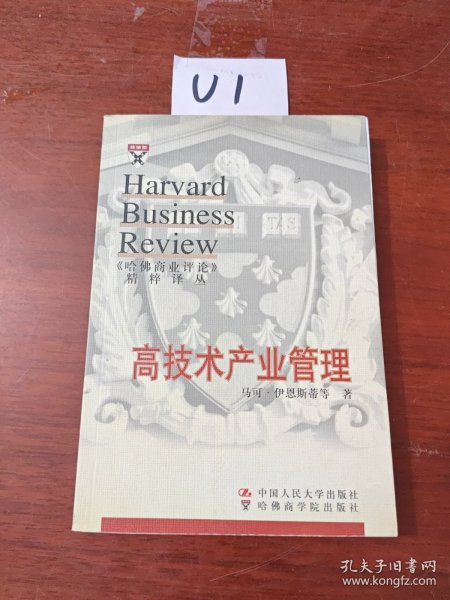 U1
Harvard
Business
Review
《哈佛商业评论》
精粹译丛
TAS
高技术产业管理
马可·伊恩斯蒂等 著
中国人民大学出版社
哈佛商学院出版社
孔夫子旧书网
www.kongfz.com